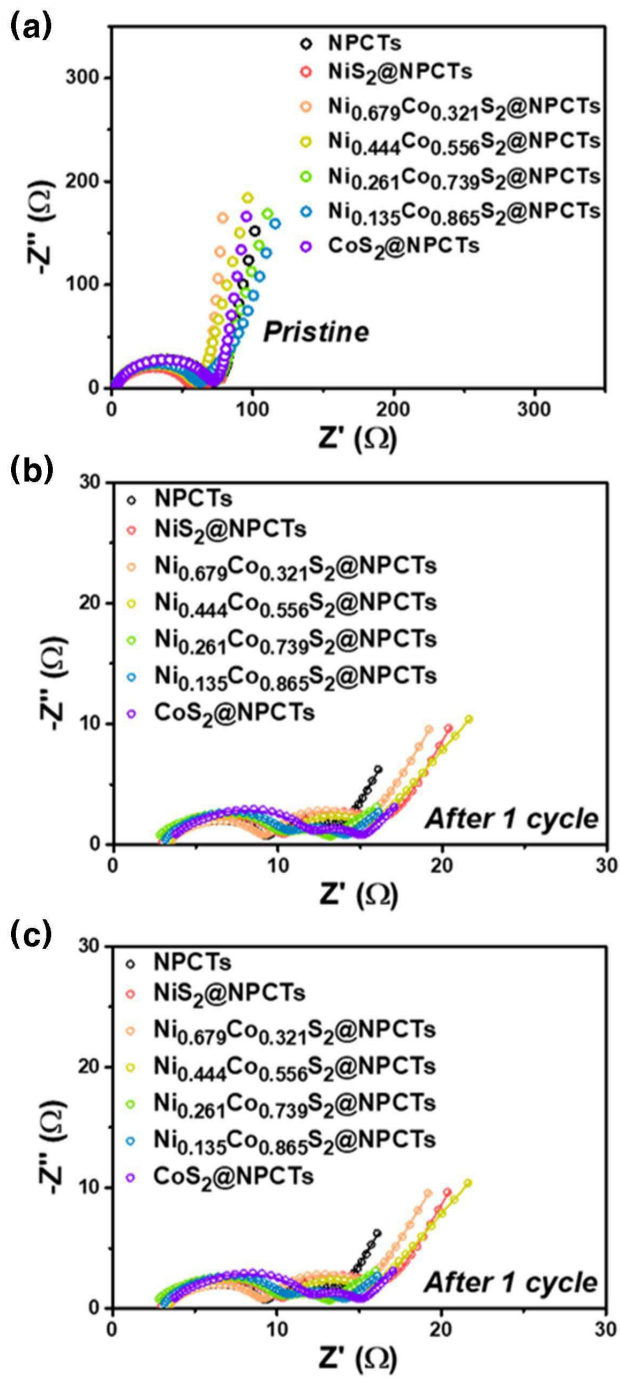 (a)
300
200
100
0
-Z" (Ω)
NPCTs
NiS2@NPCTs
Ni0.679Co0.321S2@NPCTs
Ni0.444Co0.556S2@NPCTs
Ni0.261Co0.739S2@NPCTs
Ni0.135Co0.865S2@NPCTs
CoS2@NPCTs
Pristine
0 100 200 300
Z' (Ω)
(b)
30
20
10
0
-Z" (Ω)
NPCTs
NiS2@NPCTs
Ni0.679Co0.321S2@NPCTs
Ni0.444Co0.556S2@NPCTs
Ni0.261Co0.739S2@NPCTs
Ni0.135Co0.865S2@NPCTs
CoS2@NPCTs
After 1 cycle
0 10 20 30
Z' (Ω)
(c)
30
20
10
0
-Z" (Ω)
NPCTs
NiS2@NPCTs
Ni0.679Co0.321S2@NPCTs
Ni0.444Co0.556S2@NPCTs
Ni0.261Co0.739S2@NPCTs
Ni0.135Co0.865S2@NPCTs
CoS2@NPCTs
After 1 cycle
0 10 20 30
Z' (Ω)